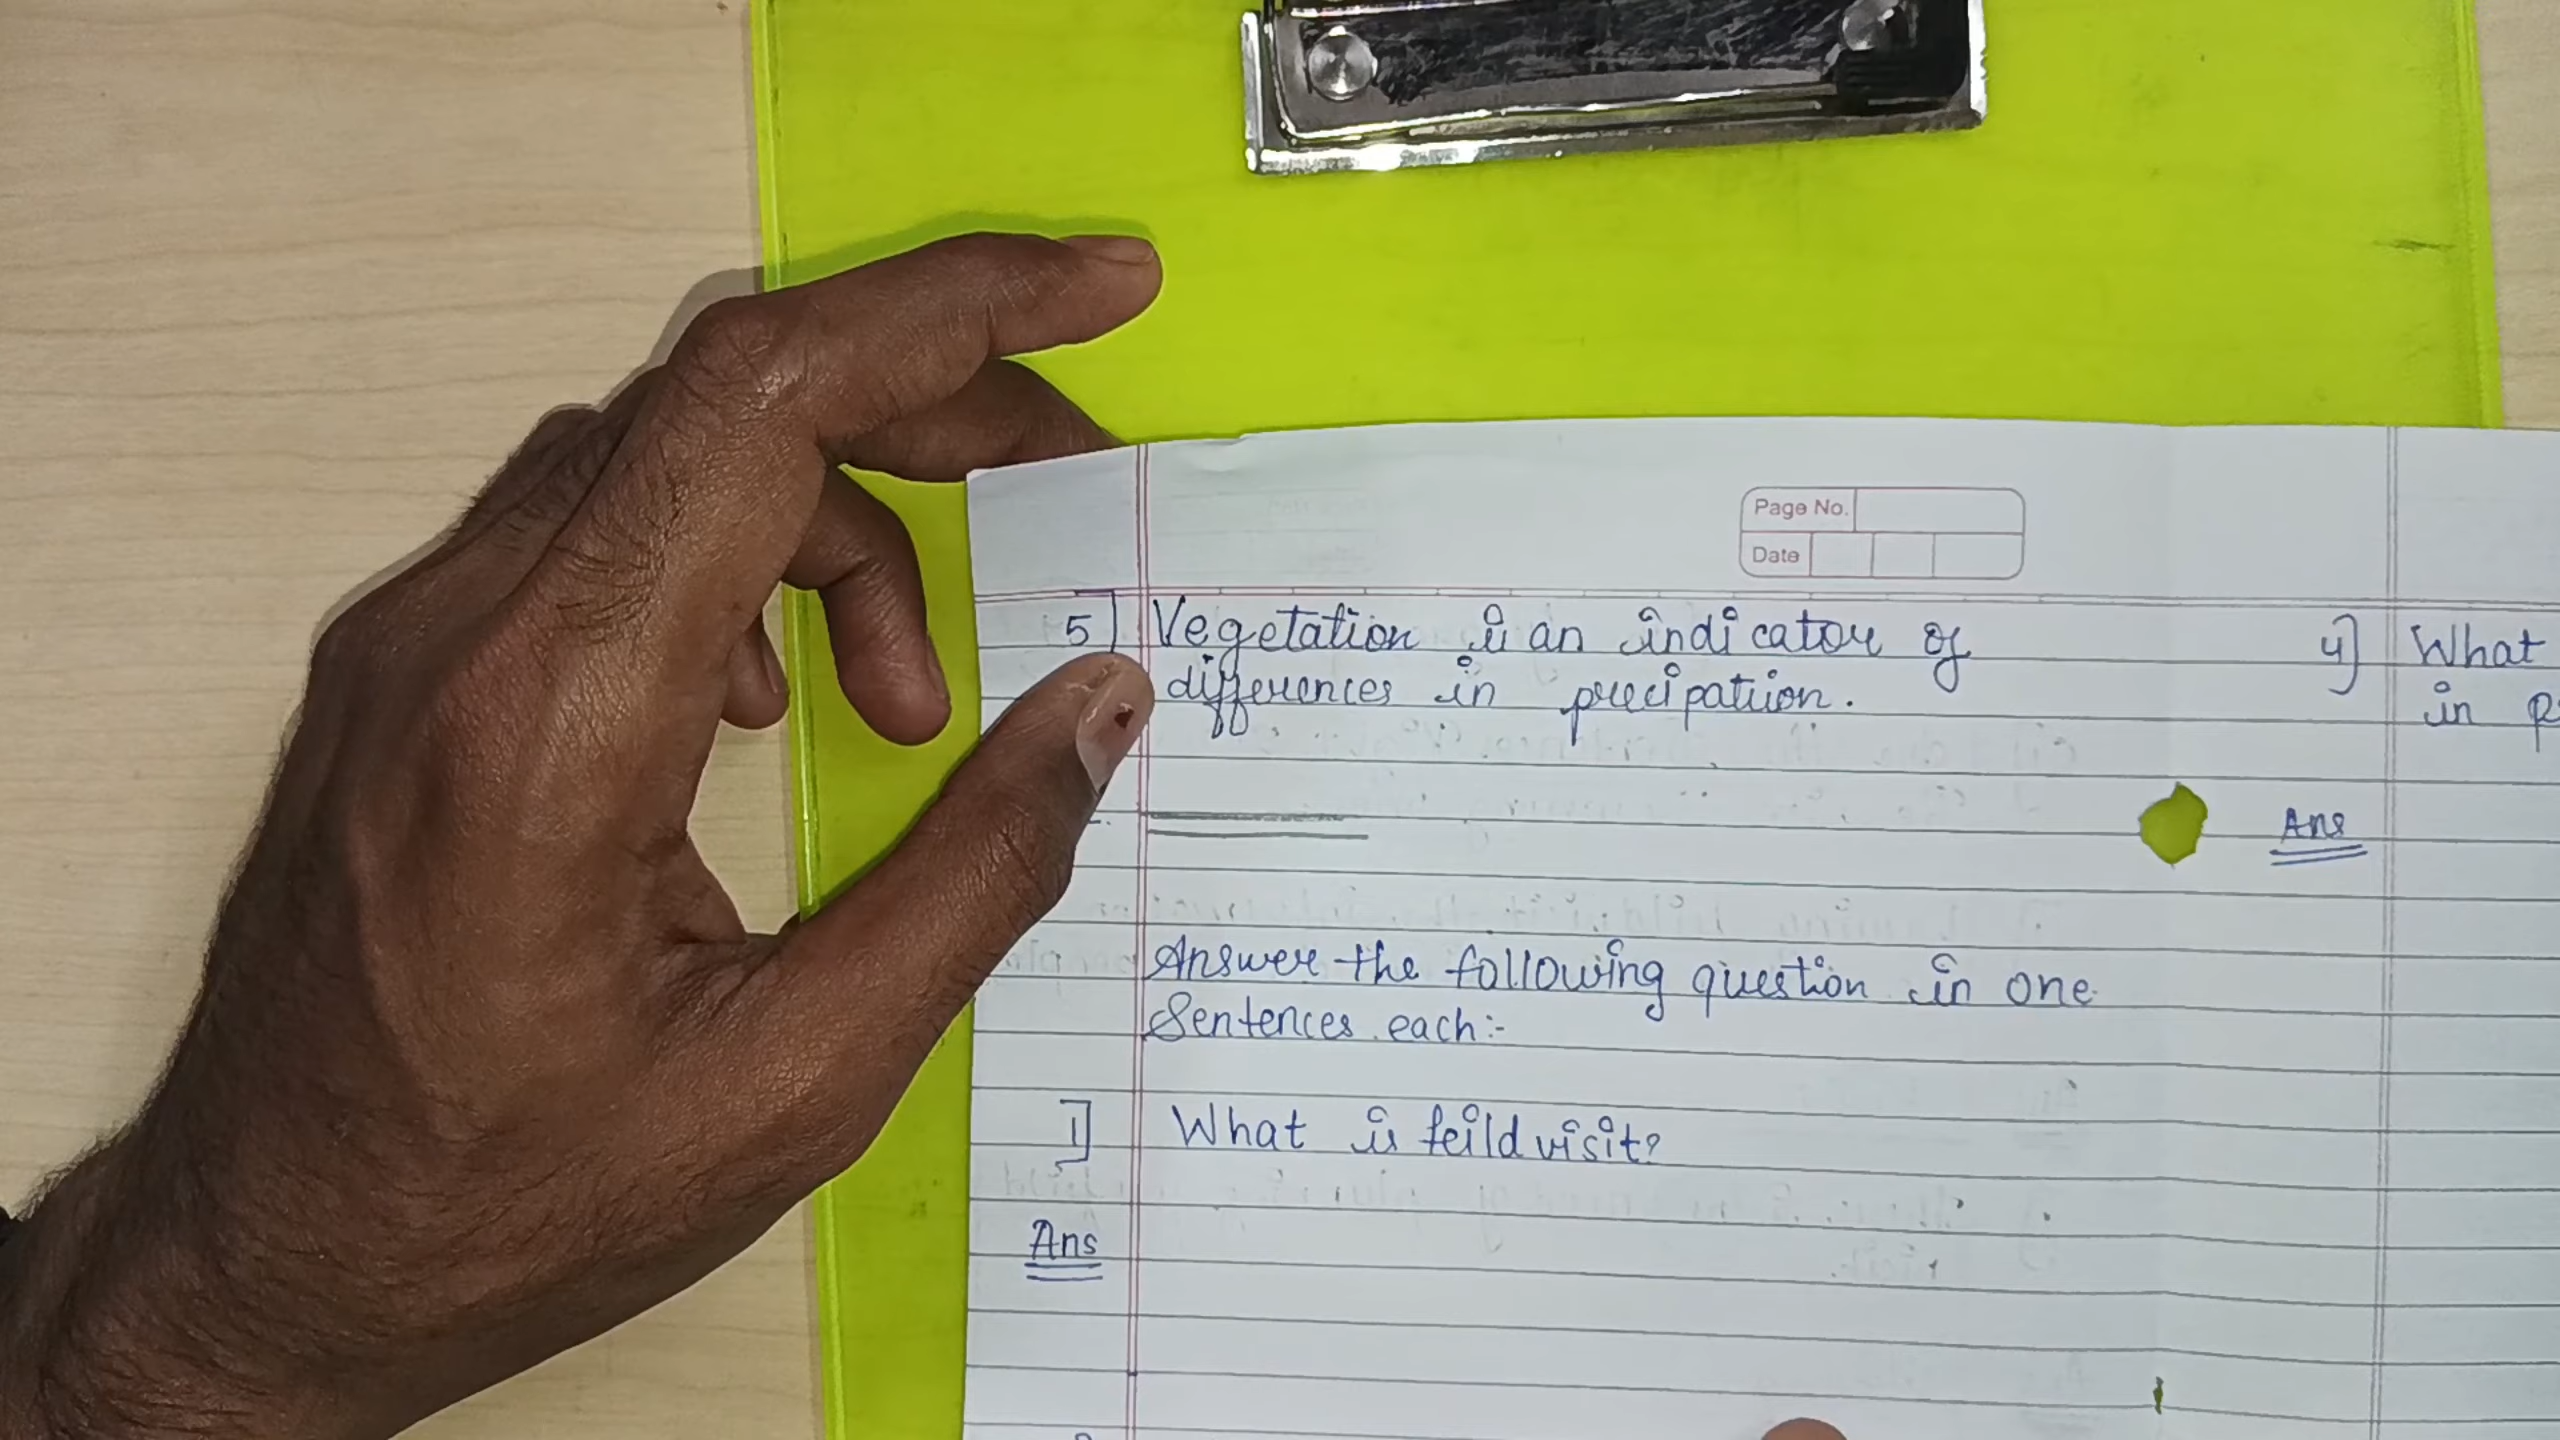 Page No.
Date
5] Vegetation is an indicator of
differences in precipation.
Answer the following question in one
Sentences each:-
1] What is feild visit?
Ans
4] What
in
Ans